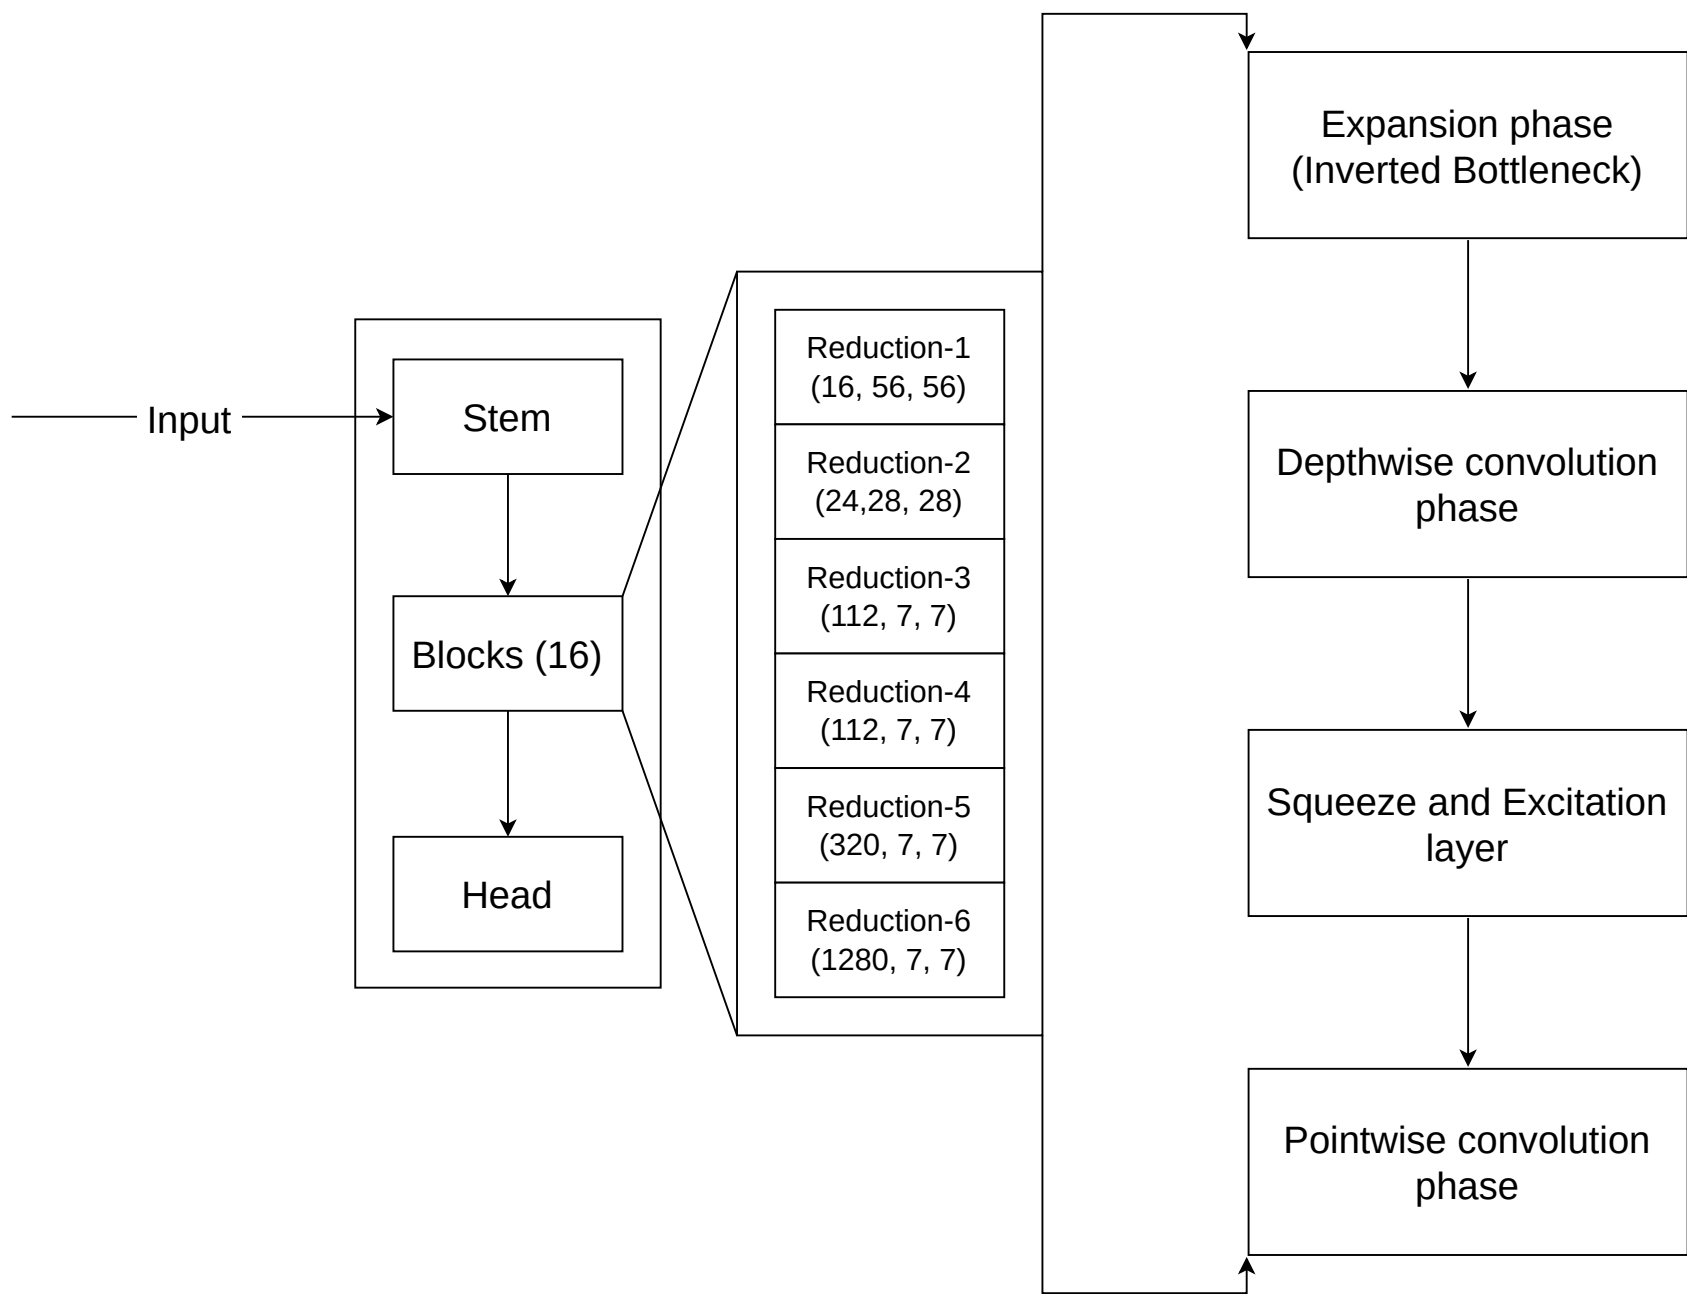 Input
Stem
Blocks (16)
Head
Reduction-1
(16, 56, 56)
Reduction-2
(24,28, 28)
Reduction-3
(112, 7, 7)
Reduction-4
(112, 7, 7)
Reduction-5
(320, 7, 7)
Reduction-6
(1280, 7, 7)
Expansion phase
(Inverted Bottleneck)
Depthwise convolution
phase
Squeeze and Excitation
layer
Pointwise convolution
phase